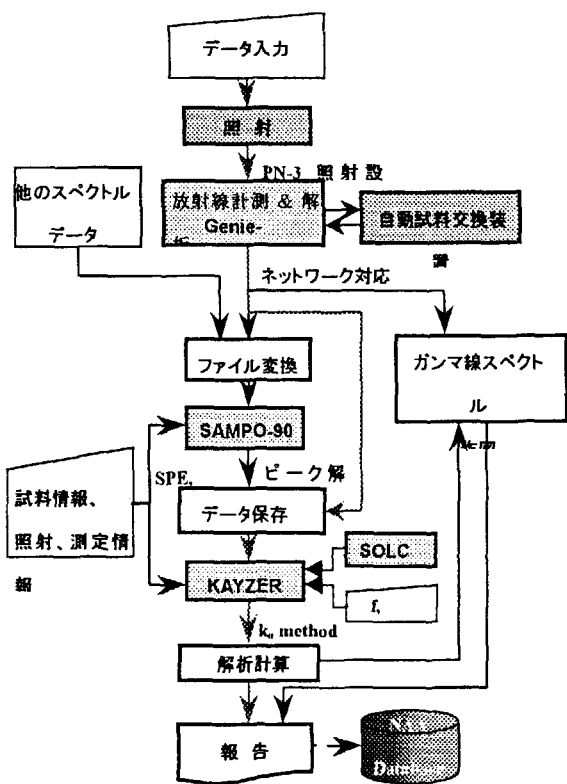 データ入力
照 射
PN-3 照 射 設
他のスペクトル
データ
放射線計測 & 解
Genie-
自動試料交換装
置
ネットワーク対応
ファイル変換
ガンマ線スペクト
ル
SAMPO-90
SPE,
ピーク解
試料情報、
照射、測定情
報
データ保存
SOLC
KAYZER
f,
k₀ method
解析計算
報 告
Database